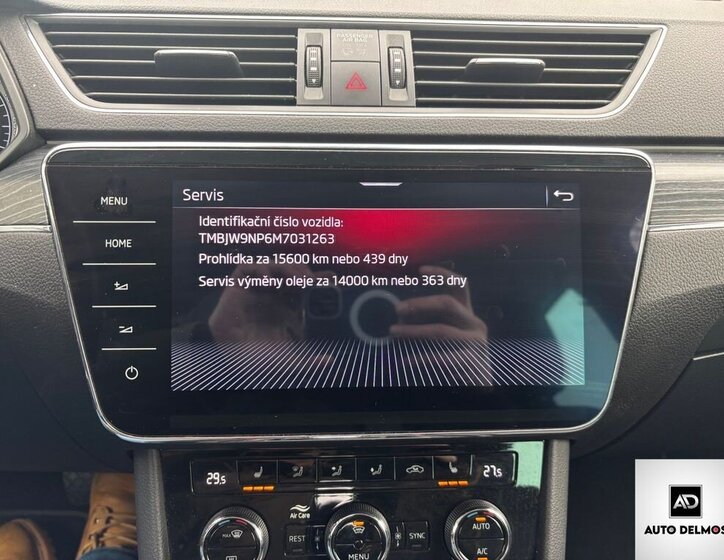 PASSENGER
AIR BAG
Servis
MENU
Identifikační číslo vozidla:
TMBJW9NP6M7031263
HOME
Prohlídka za 15600 km nebo 439 dny
Servis výměny oleje za 14000 km nebo 363 dny
29.5
27.5
Air Care
MAX
REST
MENU
SYNC
AUTO
A/C
AD
AUTO DELMOS